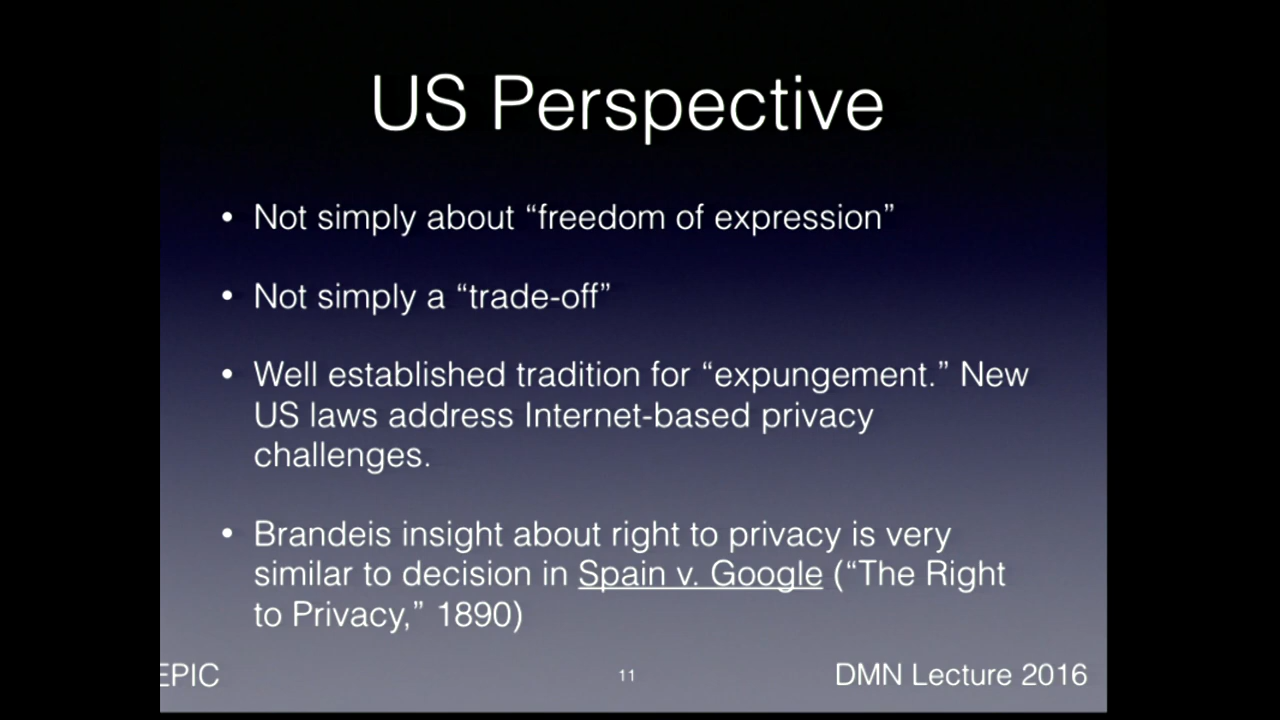 US Perspective
• Not simply about “freedom of expression”
• Not simply a “trade-off”
• Well established tradition for “expungement.” New
US laws address Internet-based privacy
challenges.
• Brandeis insight about right to privacy is very
similar to decision in Spain v. Google (“The Right
to Privacy,” 1890)
EPIC
11
DMN Lecture 2016